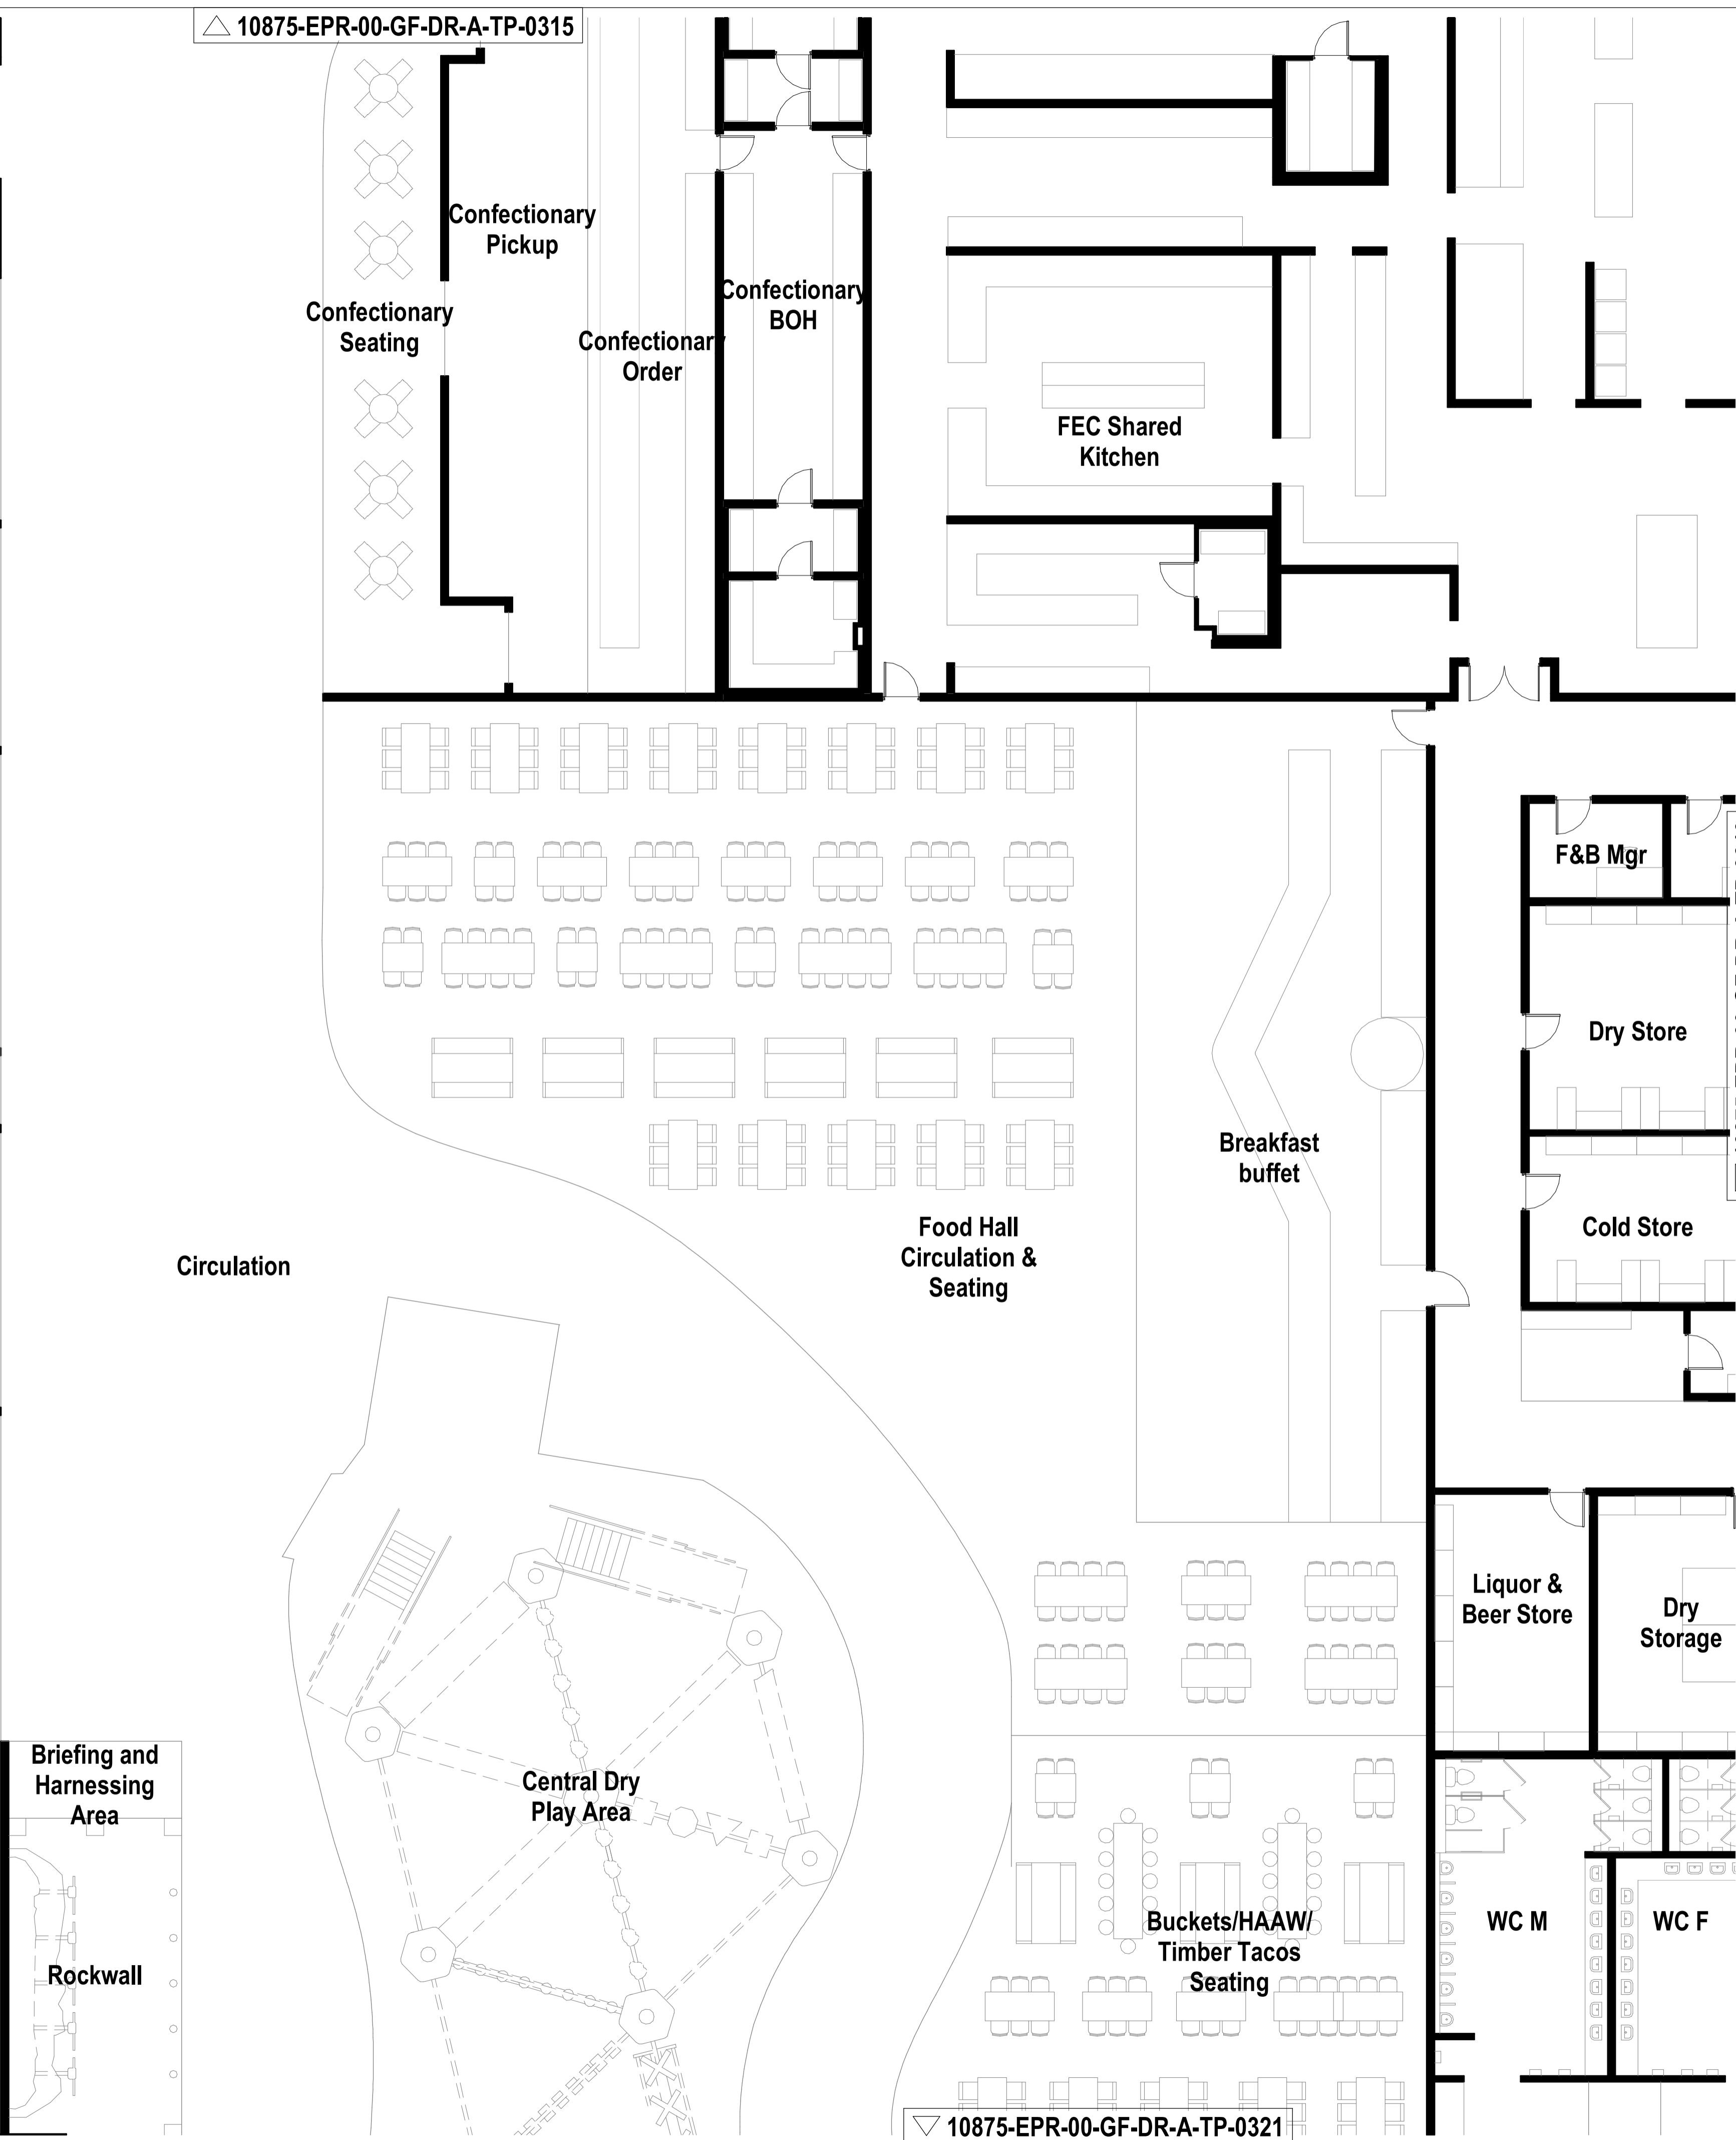 10875-EPR-00-GF-DR-A-TP-0315
Confectionary
Pickup
Confectionary
Seating
Confectionary
Order
Confectionary
BOH
FEC Shared
Kitchen
F&B Mgr
Dry Store
Breakfast
buffet
Cold Store
Food Hall
Circulation &
Seating
Circulation
Liquor &
Beer Store
Dry
Storage
Briefing and
Harnessing
Area
Central Dry
Play Area
Buckets/HAAW/
Timber Tacos
Seating
WC M
WC F
Rockwall
10875-EPR-00-GF-DR-A-TP-0321